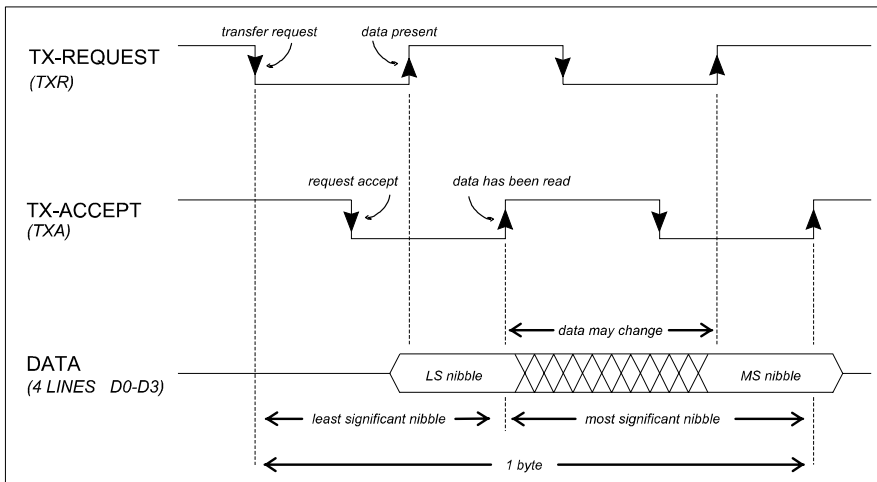 transfer request
data present
TX-REQUEST
(TXR)
request accept
data has been read
TX-ACCEPT
(TXA)
data may change
DATA
(4 LINES D0-D3)
LS nibble
MS nibble
least significant nibble
most significant nibble
1 byte